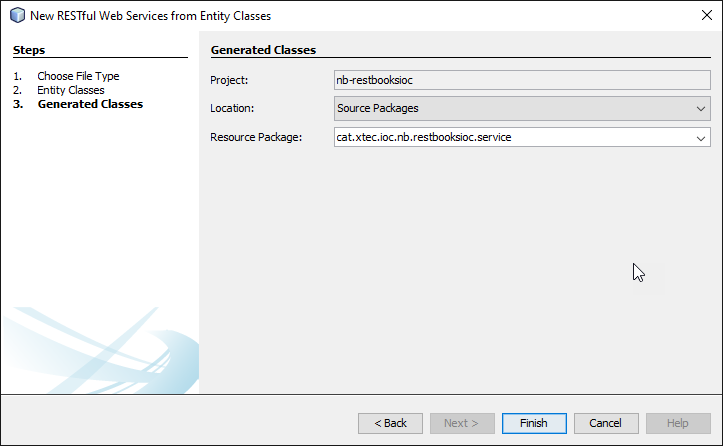 New RESTful Web Services from Entity Classes
Steps
1. Choose File Type
2. Entity Classes
3. Generated Classes
Generated Classes
Project: nb-restbooksioc
Location: Source Packages
Resource Package: cat.xtec.ioc.nb.restbooksioc.service
< Back Next > Finish Cancel Help